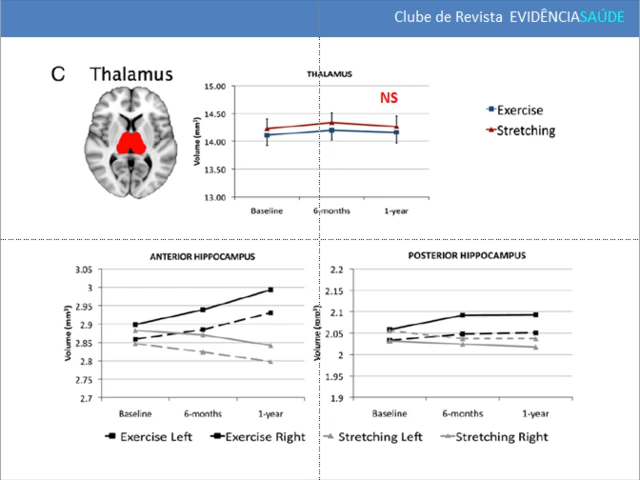 Clube de Revista EVIDÊNCIASAÚDE
C Thalamus
THALAMUS
NS
Volume (mm³)
15.00
14.50
14.00
13.00
Baseline 6-months 1-year
Exercise
Stretching
ANTERIOR HIPPOCAMPUS
Volume (mm³)
3.05
3
2.95
2.9
2.85
2.8
2.75
2.7
Baseline 6-months 1-year
POSTERIOR HIPPOCAMPUS
Volume (mm³)
2.2
2.15
2.1
2.05
2
1.95
1.9
Baseline 6-months 1-year
Exercise Left Exercise Right Stretching Left Stretching Right